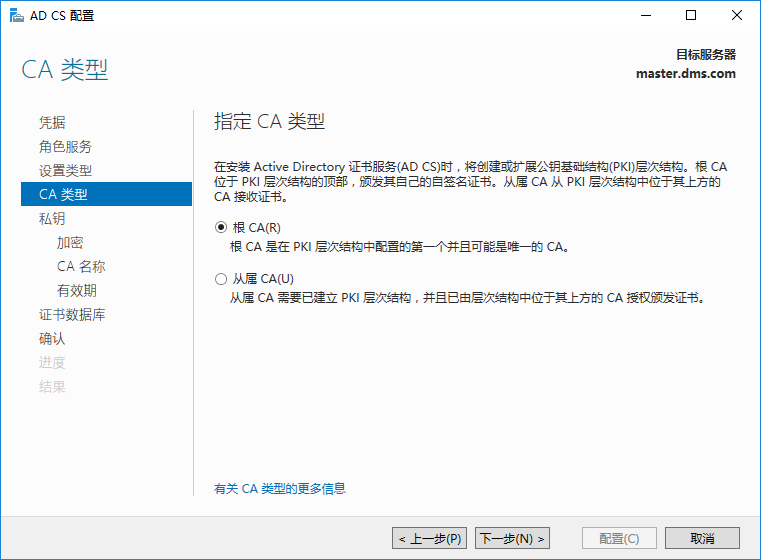 AD CS 配置
CA 类型
目标服务器
master.dms.com
凭据
角色服务
设置类型
CA 类型
私钥
加密
CA 名称
有效期
证书数据库
确认
进度
结果
指定 CA 类型
在安装 Active Directory 证书服务(AD CS)时，将创建或扩展公钥基础结构(PKI)层次结构。根 CA
位于 PKI 层次结构的顶部，颁发其自己的自签名证书。从属 CA 从 PKI 层次结构中位于其上方的
CA 接收证书。
根 CA(R)
根 CA 是在 PKI 层次结构中配置的第一个并且可能是唯一的 CA。
从属 CA(U)
从属 CA 需要已建立 PKI 层次结构，并且已由层次结构中位于其上方的 CA 授权颁发证书。
有关 CA 类型的更多信息
< 上一步(P)
下一步(N) >
配置(C)
取消